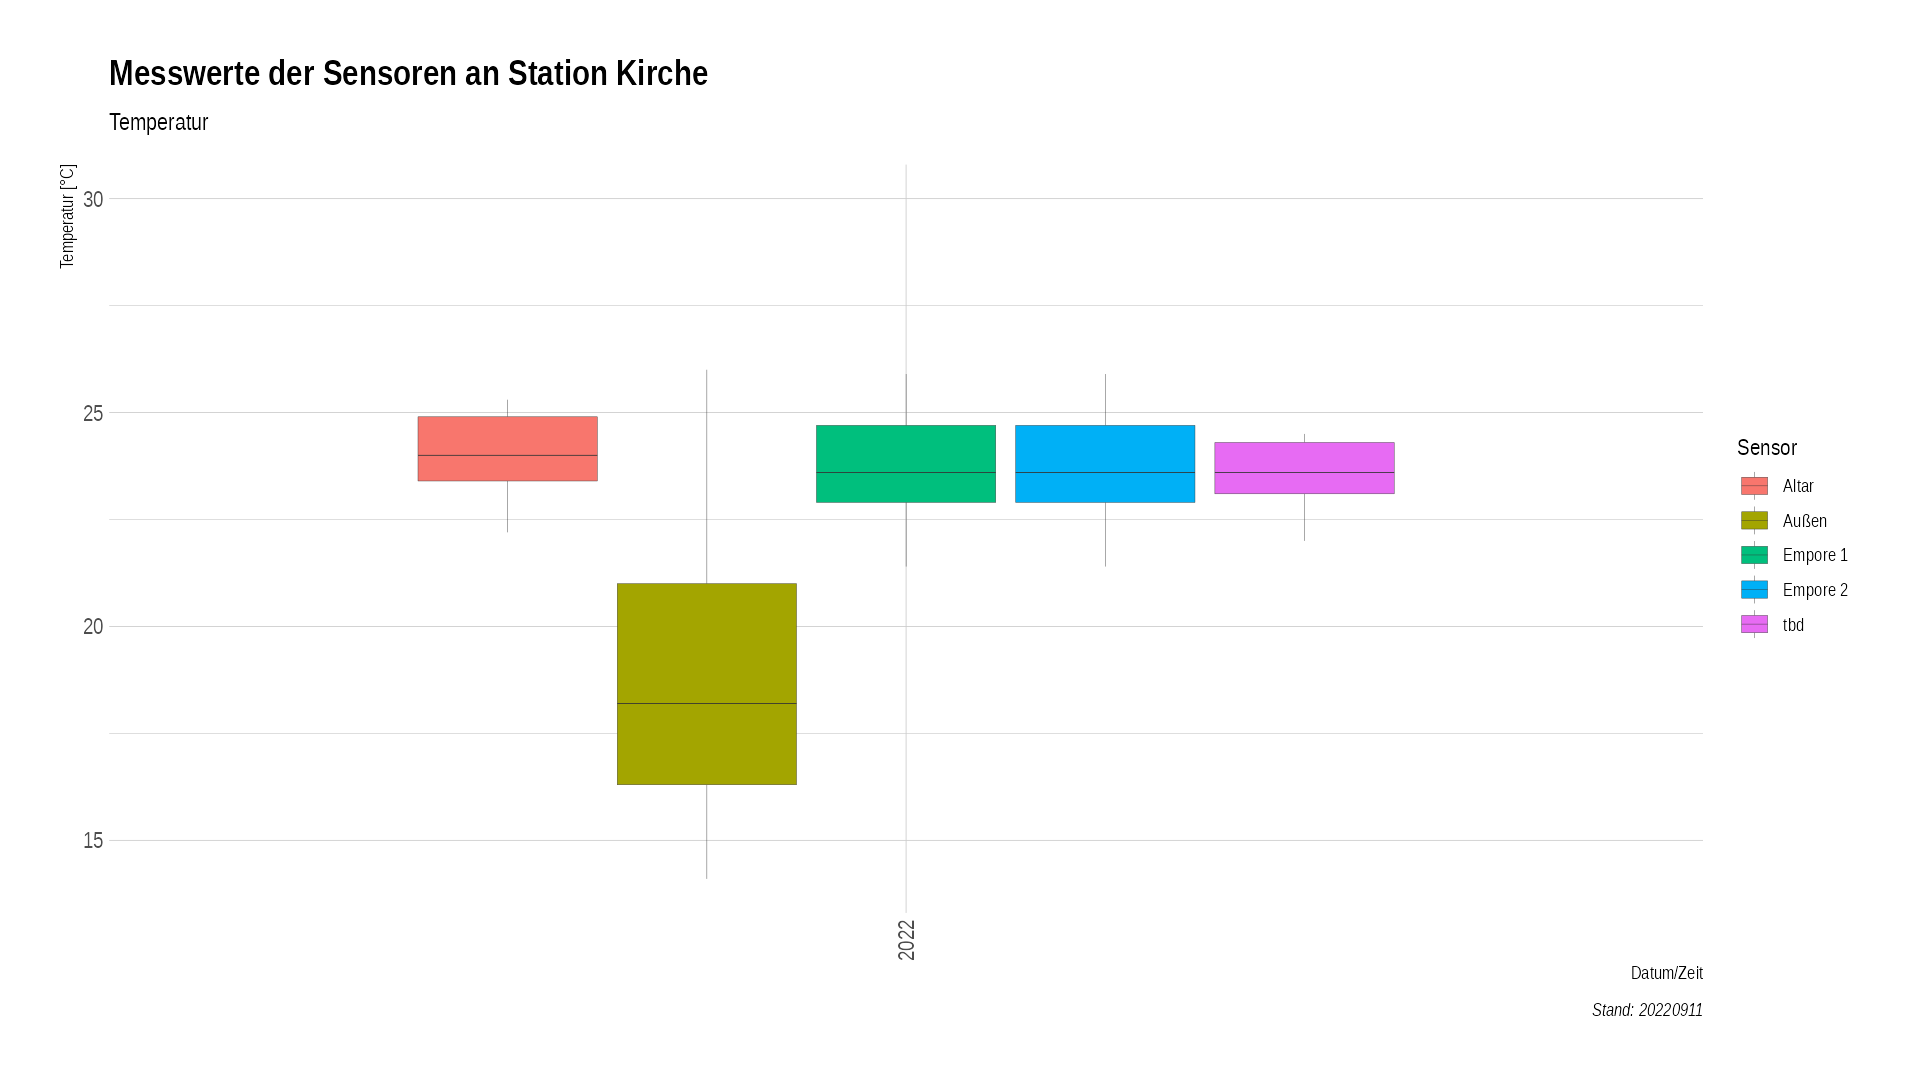 Messwerte der Sensoren an Station Kirche
Temperatur
Temperatur [°C]
30
25
20
15
2022
Datum/Zeit
Stand: 20220911
Sensor
Altar
Außen
Empore 1
Empore 2
tbd